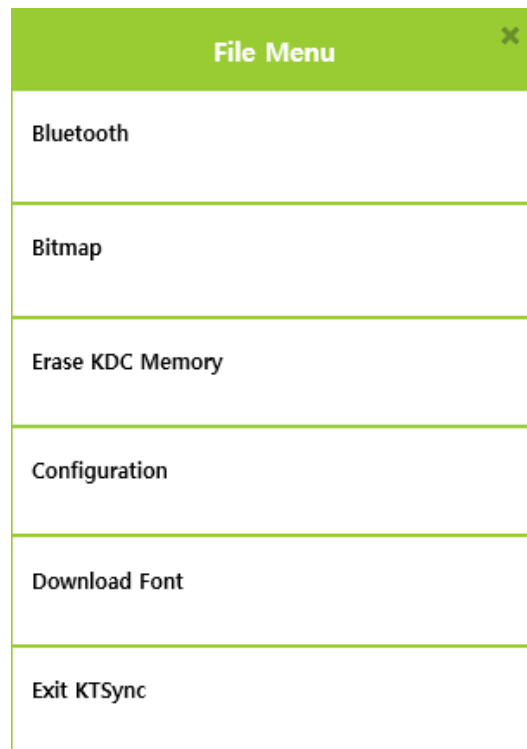 File Menu
Bluetooth
Bitmap
Erase KDC Memory
Configuration
Download Font
Exit KTSync